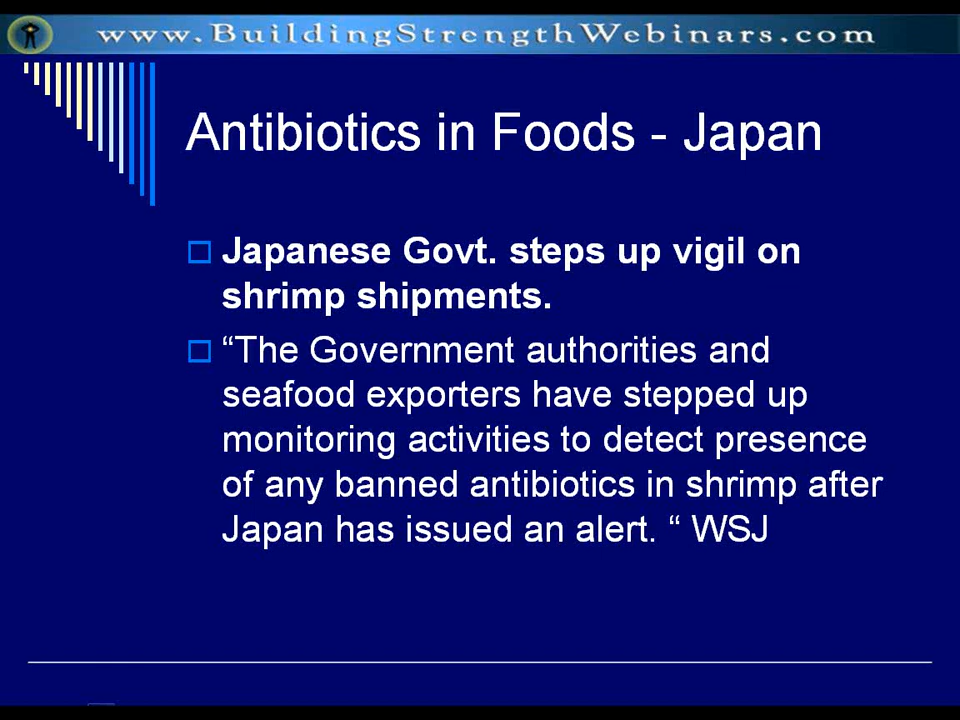 www.BuildingStrengthWebinars.com
Antibiotics in Foods - Japan
Japanese Govt. steps up vigil on
shrimp shipments.
“The Government authorities and
seafood exporters have stepped up
monitoring activities to detect presence
of any banned antibiotics in shrimp after
Japan has issued an alert. “ WSJ